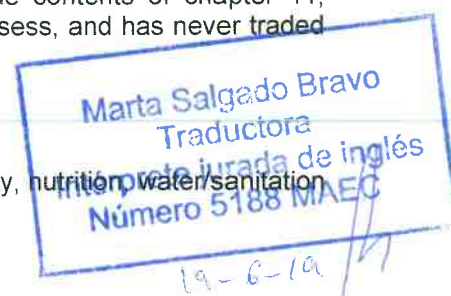 contents of chapter 11,
sess, and has never traded
Marta Salgado Bravo
Traductora
Intérprete jurada de inglés
y, nutrition, water/sanitation
Número 5188 MAEC
19-6-19